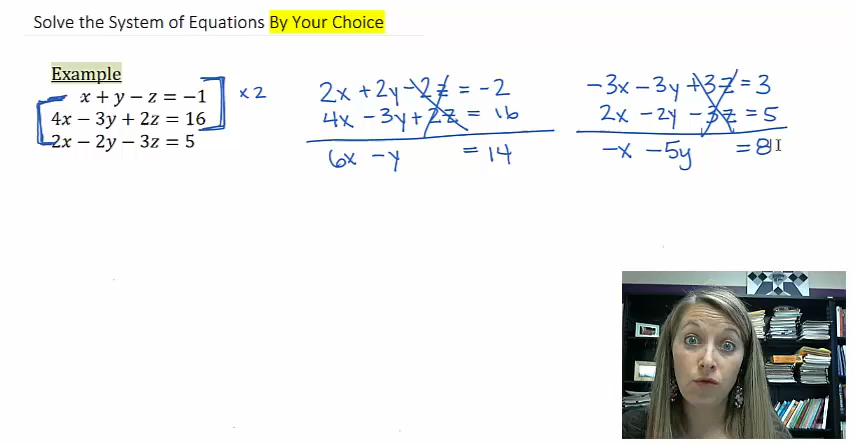 Solve the System of Equations By Your Choice
Example
x + y − z = −1
4x − 3y + 2z = 16
2x − 2y − 3z = 5
x 2
2x + 2y − 2z = −2
4x − 3y + 2z = 16
6x − y = 14
−3x − 3y + 3z = 3
2x − 2y − 3z = 5
−x − 5y = 8